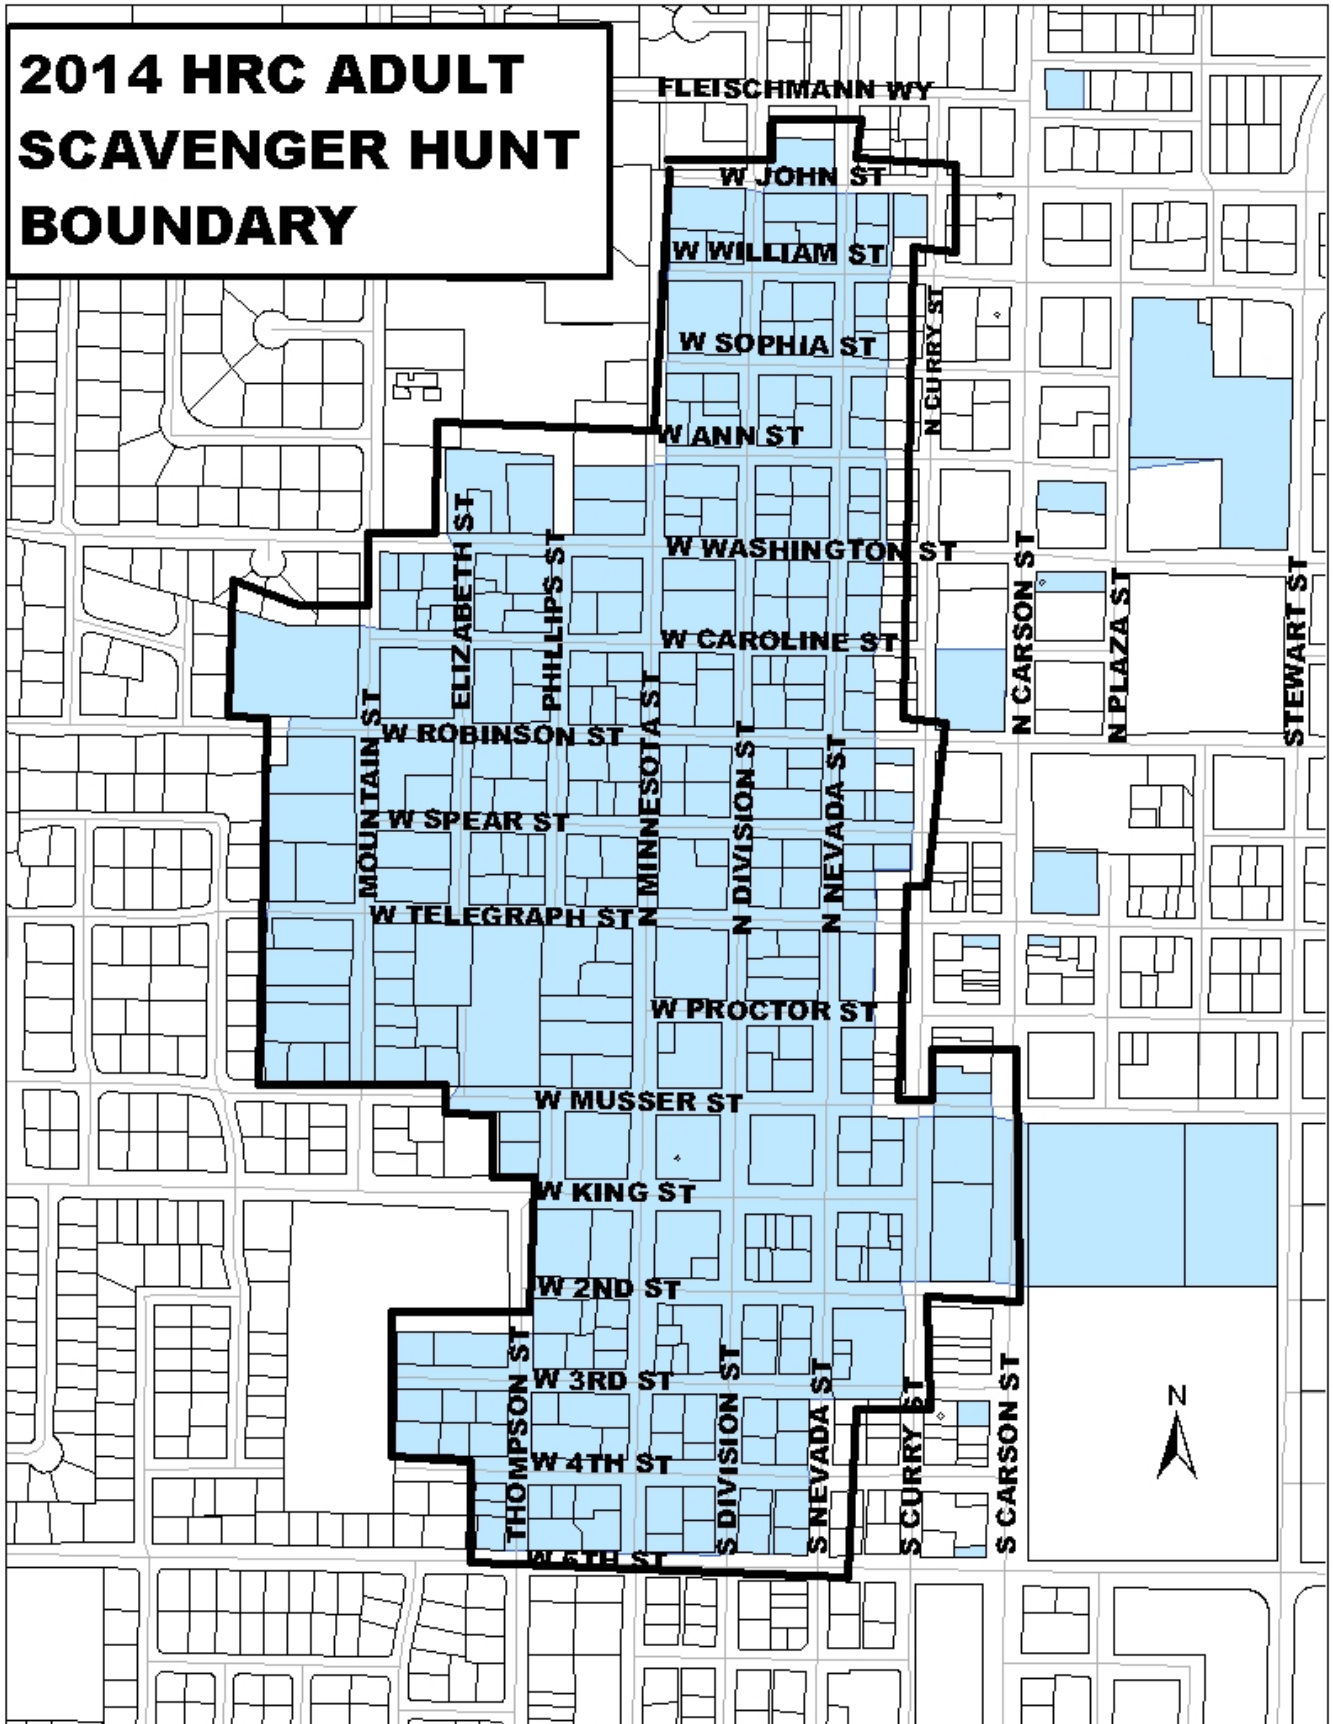 2014 HRC ADULT
SCAVENGER HUNT
BOUNDARY
FLEISCHMANN WY
W JOHN ST
W WILLIAM ST
N CURRY ST
W SOPHIA ST
W ANN ST
ELIZABETH ST
PHILLIPS ST
W WASHINGTON ST
N CARSON ST
N PLAZA ST
STEWART ST
W CAROLINE ST
MOUNTAIN ST
W ROBINSON ST
N MINNESOTA ST
N DIVISION ST
N NEVADA ST
W SPEAR ST
W TELEGRAPH ST
W PROCTOR ST
W MUSSER ST
W KING ST
W 2ND ST
THOMPSON ST
W 3RD ST
S DIVISION ST
S NEVADA ST
S CURRY ST
S CARSON ST
N
W 4TH ST
W 5TH ST